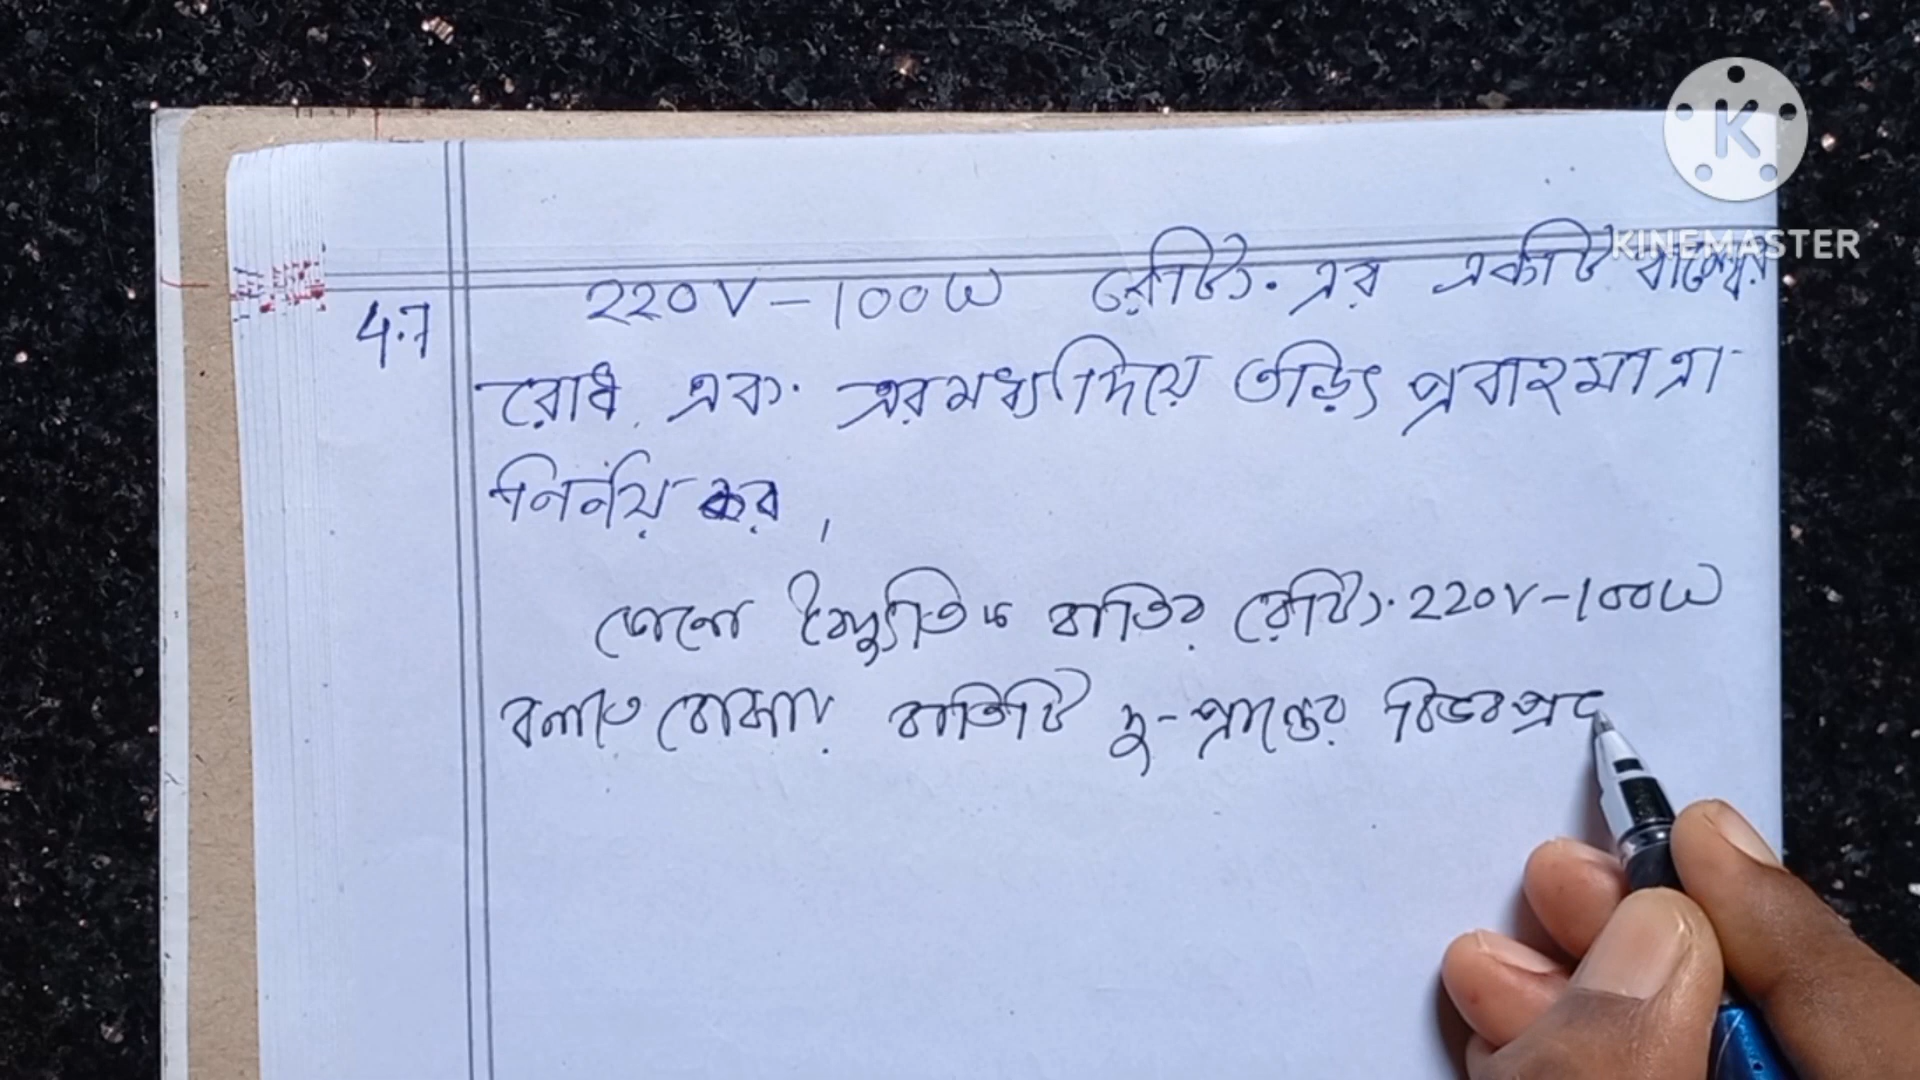 K
KINEMASTER
4.7 220V-100W রেটিং এর একটি বাল্বের
রোধ এবং এর মধ্য দিয়ে তড়িৎ প্রবাহমাত্রা
নির্ণয় কর।
কোনো বৈদ্যুতিক বাতির রেটিং 220V-100W
বলতে বোঝায় বাতিটি দু-প্রান্তের বিভবপ্র